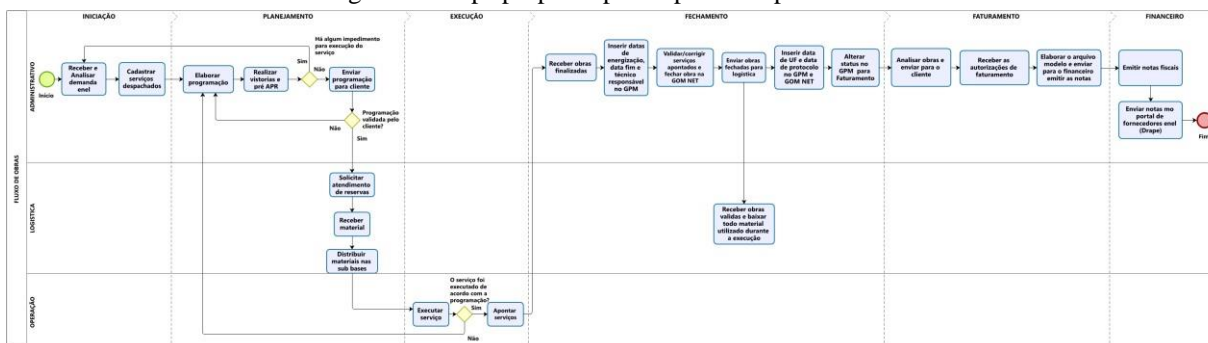 INICIAÇÃO
PLANEJAMENTO
EXECUÇÃO
FECHAMENTO
FATURAMENTO
FINANCEIRO
FLUXO DE OBRAS
ADMINISTRATIVO
Início
Receber e
Analisar
demanda
enel
Cadastrar
serviços
despachados
Elaborar
programação
Realizar
vistorias e
pré APR
Há algum impedimento
para execução do
serviço
Sim
Não
Enviar
programação
para cliente
Programação
validada pelo
cliente?
Não
Sim
Receber obras
finalizadas
Inserir datas de
energização,
data fim e
técnico
responsável
no GPM
Validar/corrigir
serviços
apontados e
fechar obra na
GOM NET
Enviar obras
fechadas para
logística
Inserir data
de UF e data
de protocolo
no GPM e
GOM NET
Alterar
status no
GPM para
Faturamento
Analisar obras e
enviar para o
cliente
Receber as
autorizações de
faturamento
Elaborar o arquivo
modelo e enviar
para o financeiro
emitir as notas
Emitir notas
fiscais
Enviar notas mo
portal de
fornecedores enel
(Drape)
Fim
LOGISTICA
Solicitar
atendimento
de reservas
Receber
material
Distribuir
materiais nas
sub bases
Receber obras
validas e baixar
todo material
utilizado durante
a execução
OPERAÇÃO
Executar
serviço
O serviço foi
executado de
acordo com a
programação?
Sim
Não
Apontar
serviços